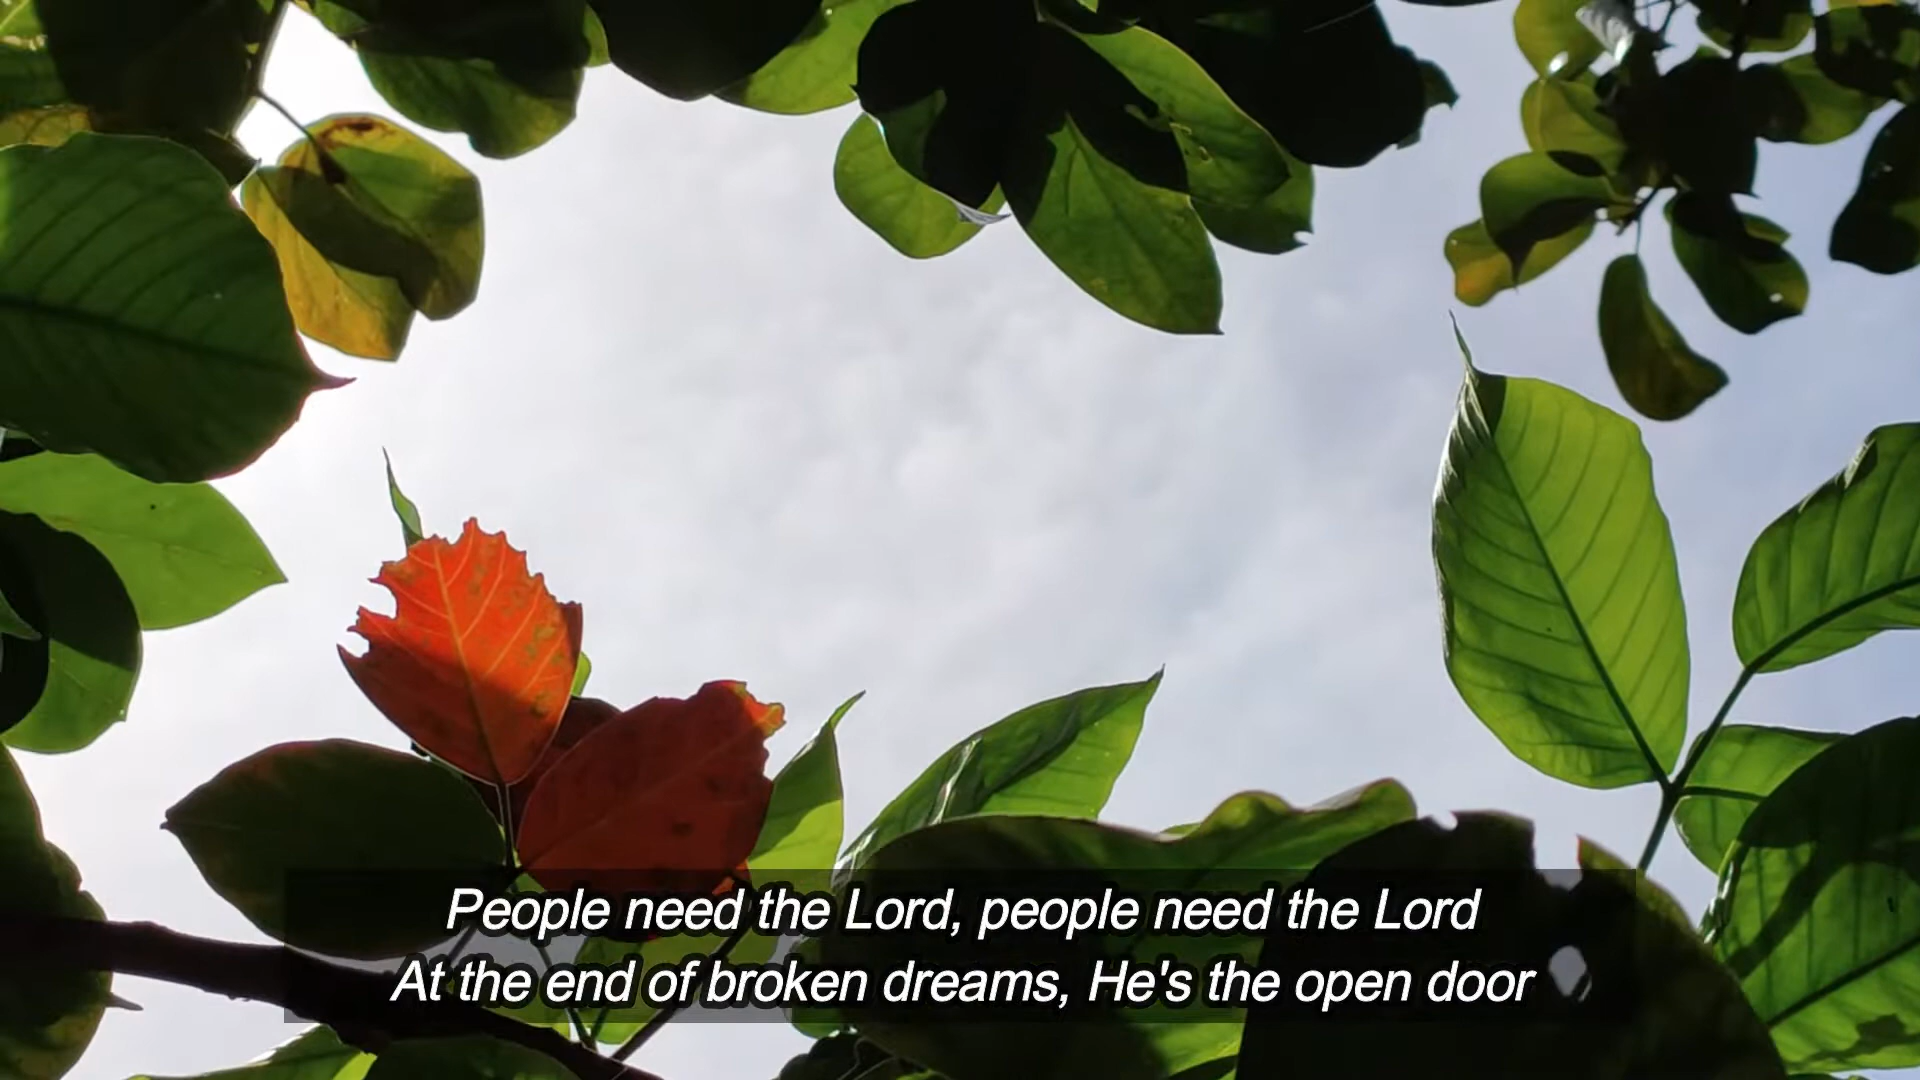 People need the Lord, people need the Lord
At the end of broken dreams, He's the open door